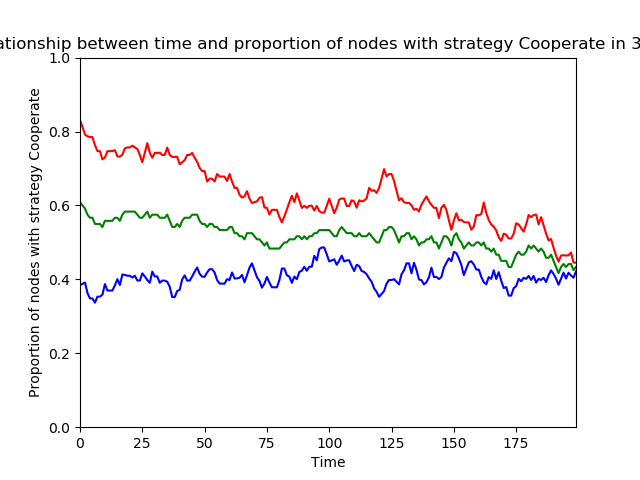 ationship between time and proportion of nodes with strategy Cooperate in 3
1.0
0.8
0.6
0.4
0.2
0.0
Proportion of nodes with strategy Cooperate
0 25 50 75 100 125 150 175
Time